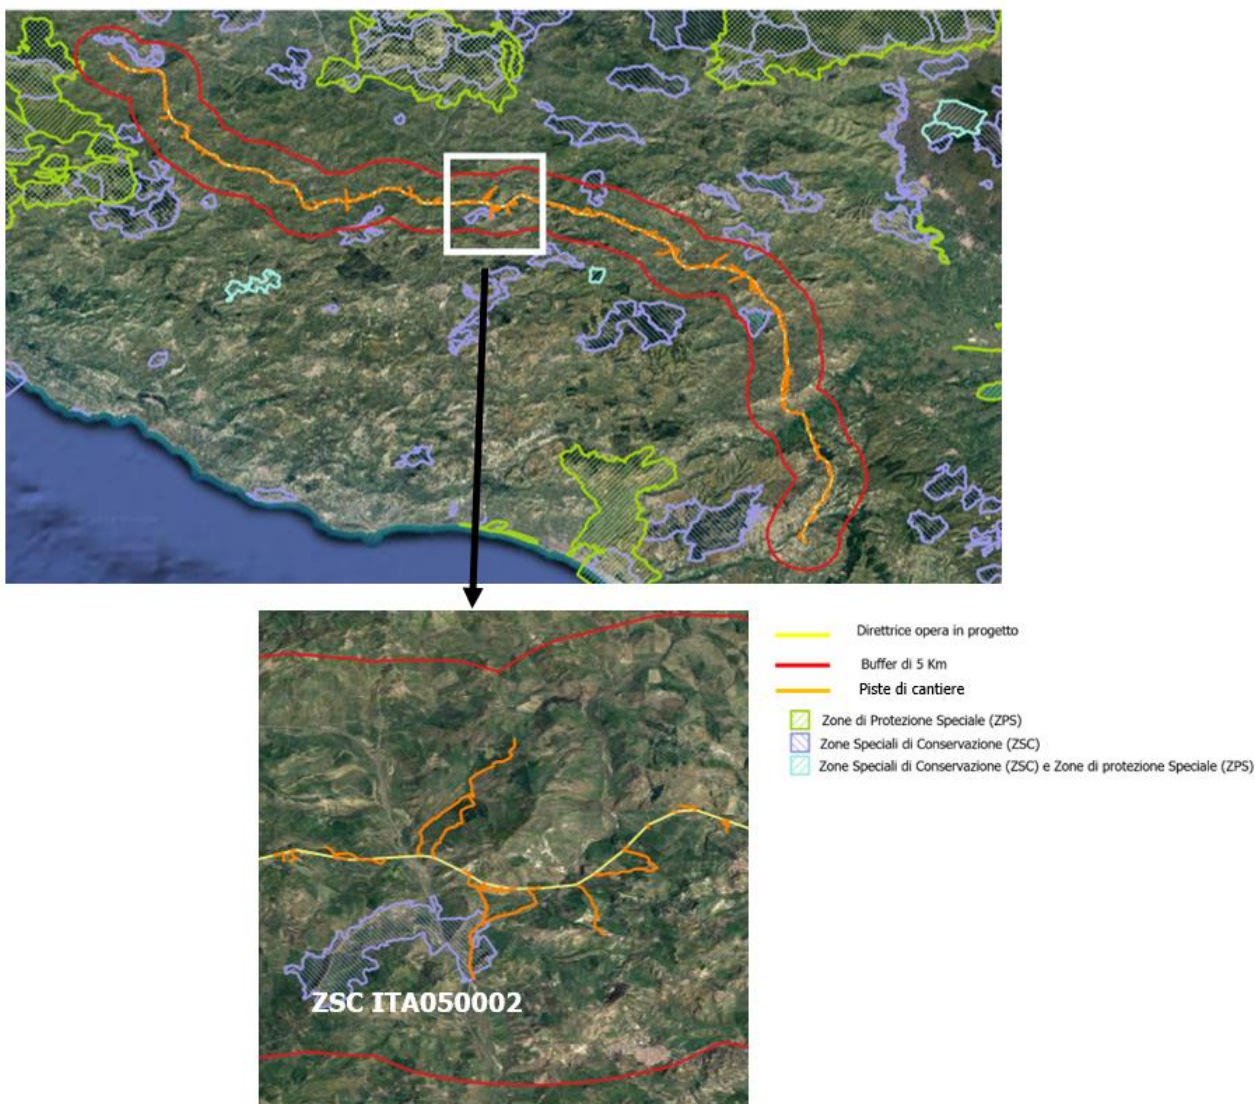 Direttrice opera in progetto
Buffer di 5 Km
Piste di cantiere
Zone di Protezione Speciale (ZPS)
Zone Speciali di Conservazione (ZSC)
Zone Speciali di Conservazione (ZSC) e Zone di protezione Speciale (ZPS)
ZSC ITA050002